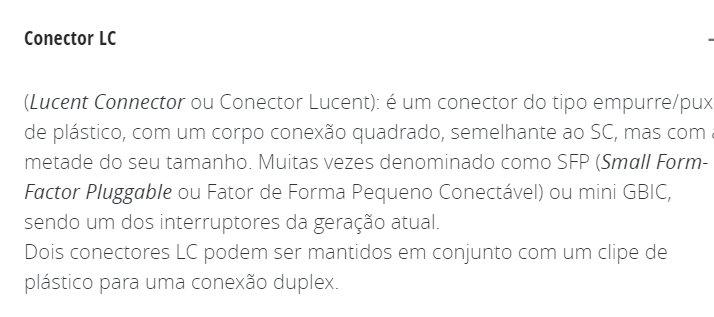 Conector LC
(Lucent Connector ou Conector Lucent): é um conector do tipo empurre/pux
de plástico, com um corpo conexão quadrado, semelhante ao SC, mas com a
metade do seu tamanho. Muitas vezes denominado como SFP (Small Form-
Factor Pluggable ou Fator de Forma Pequeno Conectável) ou mini GBIC,
sendo um dos interruptores da geração atual.
Dois conectores LC podem ser mantidos em conjunto com um clipe de
plástico para uma conexão duplex.